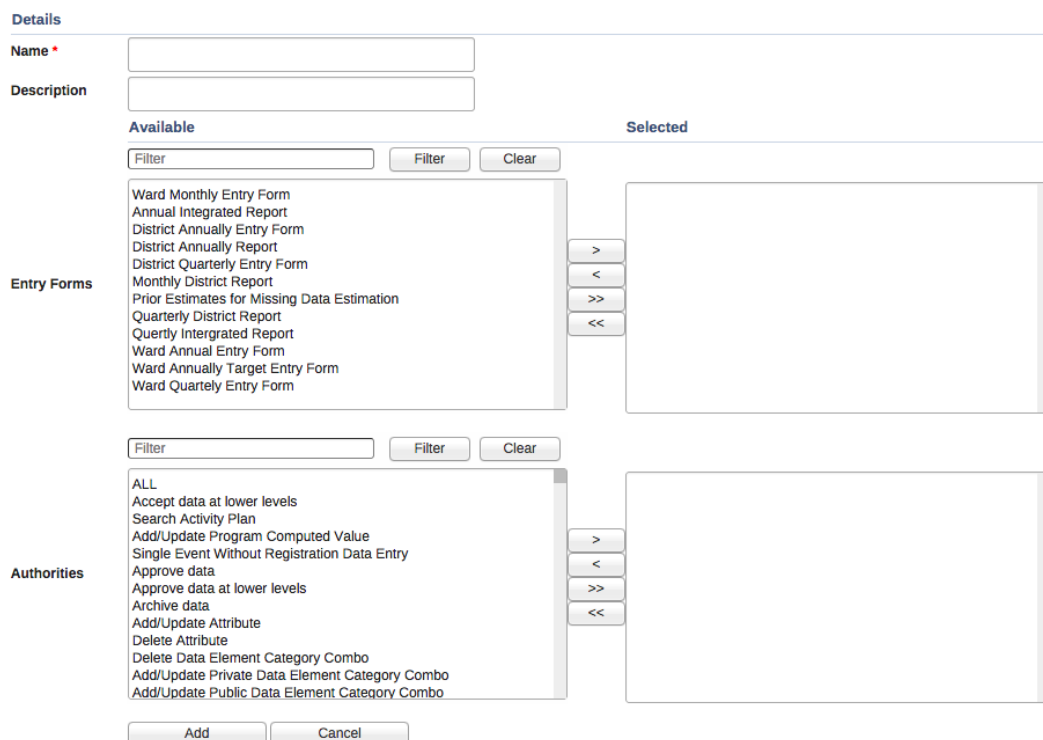 Details
Name *
Description
Available Selected
Filter Filter Clear
Ward Monthly Entry Form
Annual Integrated Report
District Annually Entry Form
District Annually Report
District Quarterly Entry Form
Monthly District Report
Prior Estimates for Missing Data Estimation
Quarterly District Report
Quertly Intergrated Report
Ward Annual Entry Form
Ward Annually Target Entry Form
Ward Quartely Entry Form
Entry Forms
>
<
>>
<<
Filter Filter Clear
ALL
Accept data at lower levels
Search Activity Plan
Add/Update Program Computed Value
Single Event Without Registration Data Entry
Approve data
Approve data at lower levels
Archive data
Add/Update Attribute
Delete Attribute
Delete Data Element Category Combo
Add/Update Private Data Element Category Combo
Add/Update Public Data Element Category Combo
Authorities
>
<
>>
<<
Add Cancel